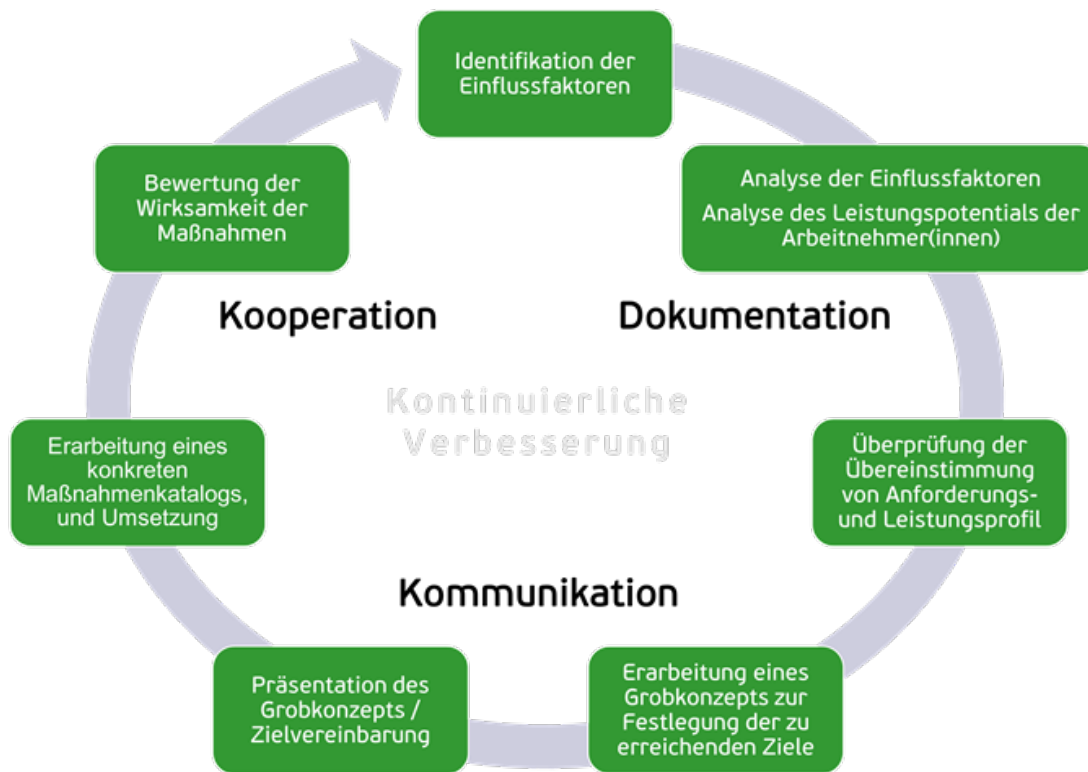 Identifikation der
Einflussfaktoren
Analyse der Einflussfaktoren
Analyse des Leistungspotentials der
Arbeitnehmer(innen)
Überprüfung der
Übereinstimmung
von Anforderungs-
und Leistungsprofil
Erarbeitung eines
Grobkonzepts zur
Festlegung der zu
erreichenden Ziele
Präsentation des
Grobkonzepts /
Zielvereinbarung
Erarbeitung eines
konkreten
Maßnahmenkatalogs,
und Umsetzung
Bewertung der
Wirksamkeit der
Maßnahmen
Kooperation
Dokumentation
Kontinuierliche
Verbesserung
Kommunikation